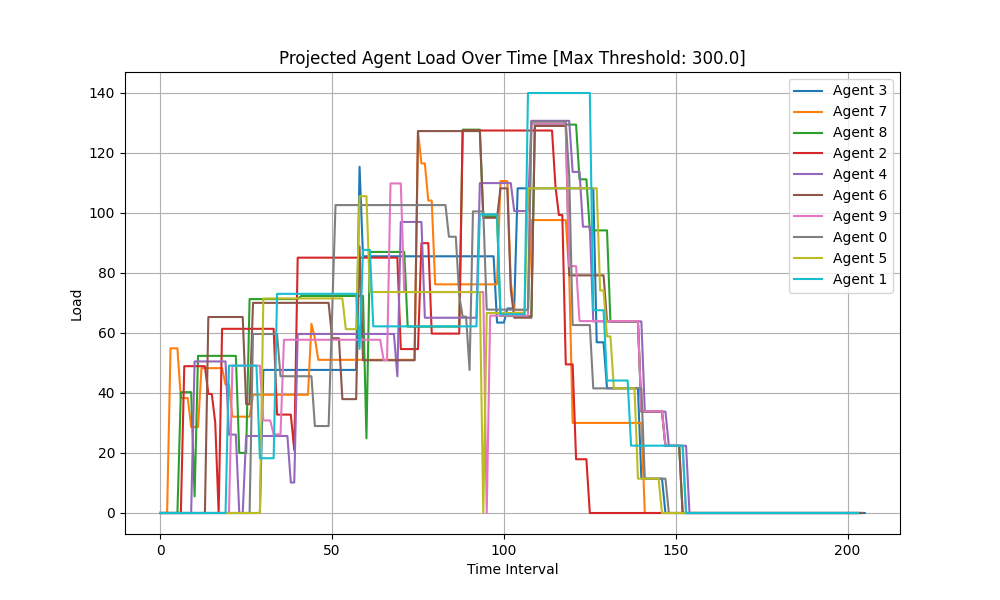 Projected Agent Load Over Time [Max Threshold: 300.0]
Load
140
120
100
80
60
40
20
0
0 50 100 150 200
Time Interval
Agent 3
Agent 7
Agent 8
Agent 2
Agent 4
Agent 6
Agent 9
Agent 0
Agent 5
Agent 1